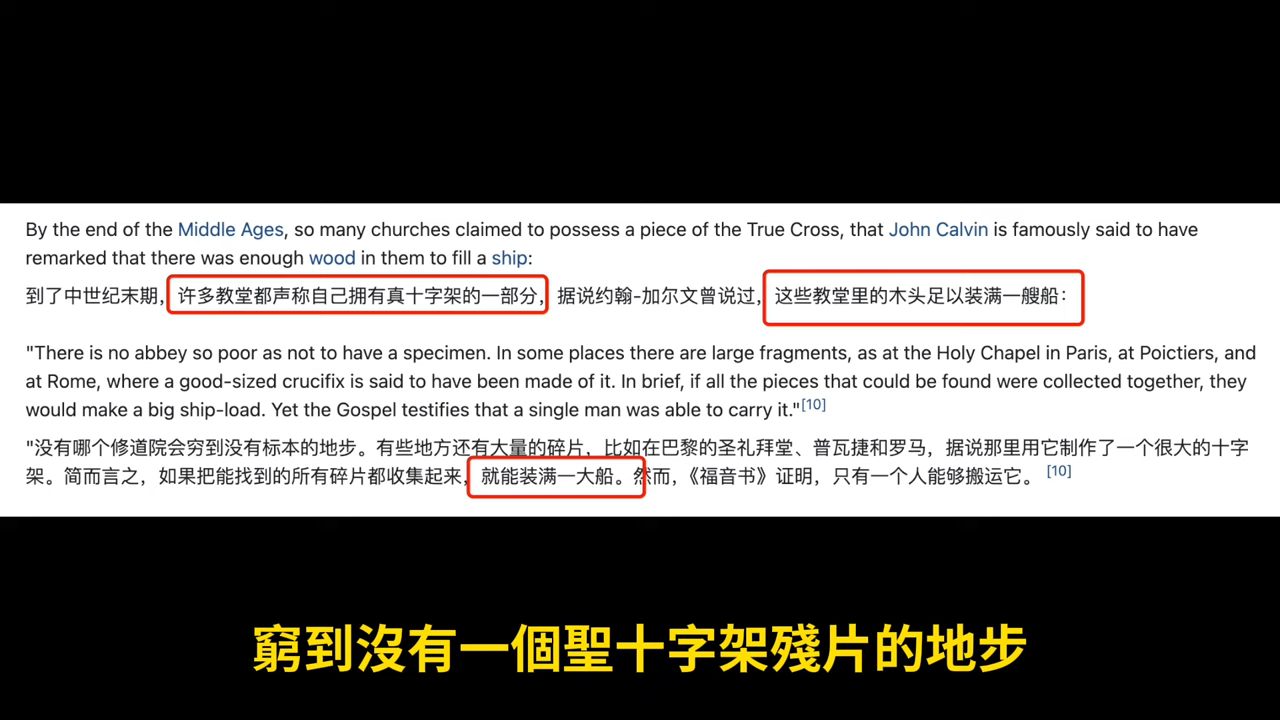 By the end of the Middle Ages, so many churches claimed to possess a piece of the True Cross, that John Calvin is famously said to have
remarked that there was enough wood in them to fill a ship:
到了中世纪末期，许多教堂都声称自己拥有真十字架的一部分，据说约翰-加尔文曾说过，这些教堂里的木头足以装满一艘船：
"There is no abbey so poor as not to have a specimen. In some places there are large fragments, as at the Holy Chapel in Paris, at Poictiers, and
at Rome, where a good-sized crucifix is said to have been made of it. In brief, if all the pieces that could be found were collected together, they
would make a big ship-load. Yet the Gospel testifies that a single man was able to carry it."[10]
"没有哪个修道院会穷到没有标本的地步。有些地方还有大量的碎片，比如在巴黎的圣礼拜堂、普瓦捷和罗马，据说那里用它制作了一个很大的十字
架。简而言之，如果把能找到的所有碎片都收集起来，就能装满一大船。然而，《福音书》证明，只有一个人能够搬运它。[10]
窮到沒有一個聖十字架殘片的地步